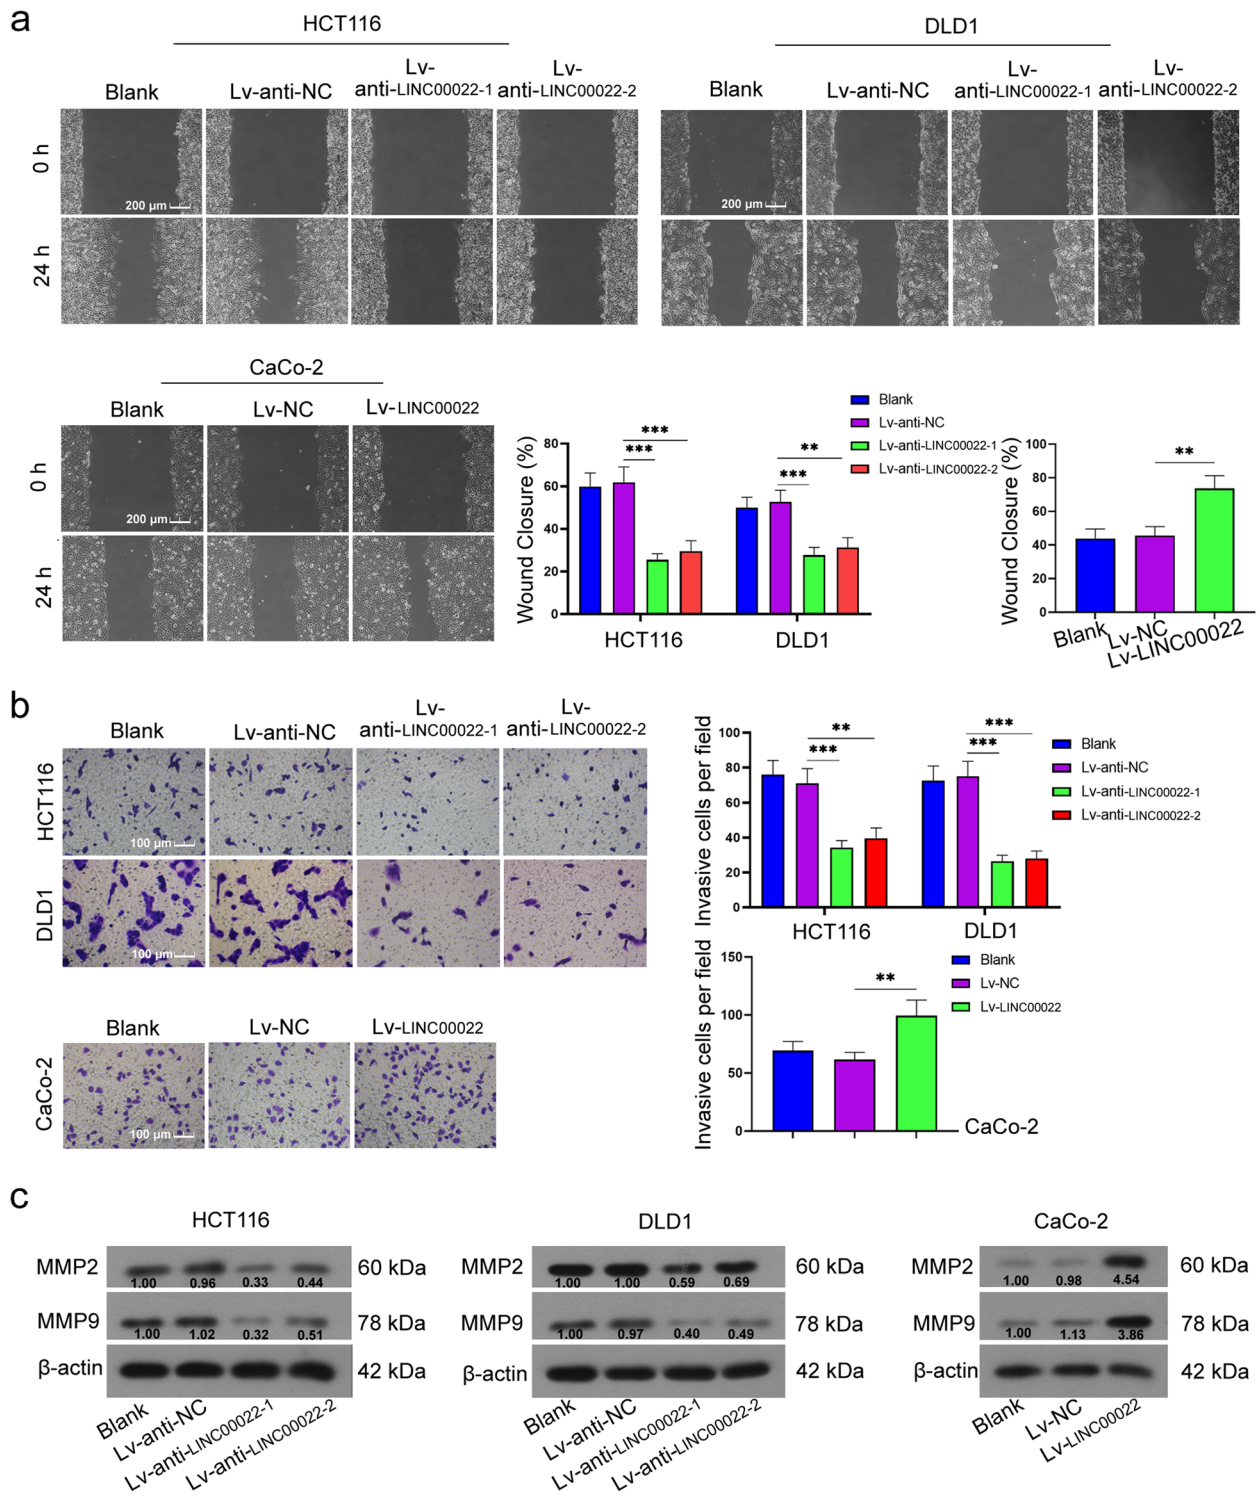 a
HCT116
DLD1
Blank
Lv-anti-NC
Lv-
anti-LINC00022-1
Lv-
anti-LINC00022-2
Blank
Lv-anti-NC
Lv-
anti-LINC00022-1
Lv-
anti-LINC00022-2
0 h
200 µm
200 µm
24 h
CaCo-2
Blank
Lv-NC
Lv-LINC00022
0 h
200 µm
24 h
Blank
Lv-anti-NC
Lv-anti-LINC00022-1
Lv-anti-LINC00022-2
Wound Closure (%)
80
60
40
20
0
***
***
***
**
HCT116
DLD1
Wound Closure (%)
100
80
60
40
20
0
**
Blank
Lv-NC
Lv-LINC00022
b
Blank
Lv-anti-NC
Lv-
anti-LINC00022-1
Lv-
anti-LINC00022-2
HCT116
100 µm
DLD1
100 µm
Invasive cells per field
100
80
60
40
20
0
**
***
***
***
HCT116
DLD1
Blank
Lv-anti-NC
Lv-anti-LINC00022-1
Lv-anti-LINC00022-2
Blank
Lv-NC
Lv-LINC00022
CaCo-2
100 µm
Invasive cells per field
150
100
50
0
**
Blank
Lv-NC
Lv-LINC00022
CaCo-2
c
HCT116
DLD1
CaCo-2
MMP2
1.00 0.96 0.33 0.44
60 kDa
MMP2
1.00 1.00 0.59 0.69
60 kDa
MMP2
1.00 0.98 4.54
60 kDa
MMP9
1.00 1.02 0.32 0.51
78 kDa
MMP9
1.00 0.97 0.40 0.49
78 kDa
MMP9
1.00 1.13 3.86
78 kDa
β-actin
42 kDa
β-actin
42 kDa
β-actin
42 kDa
Blank
Lv-anti-NC
Lv-anti-LINC00022-1
Lv-anti-LINC00022-2
Blank
Lv-anti-NC
Lv-anti-LINC00022-1
Lv-anti-LINC00022-2
Blank
Lv-NC
Lv-LINC00022